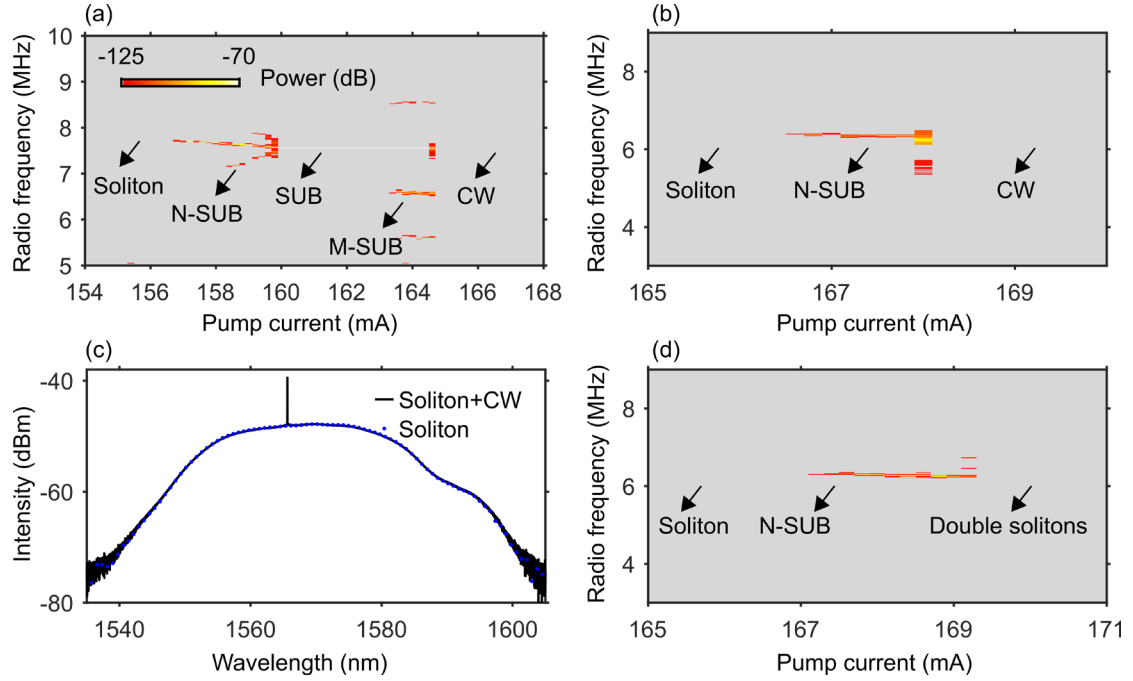 (a)
10
9
8
7
6
5
Radio frequency (MHz)
-125 -70
Power (dB)
Soliton
N-SUB
SUB
M-SUB
CW
154 156 158 160 162 164 166 168
Pump current (mA)
(b)
8
6
4
Radio frequency (MHz)
Soliton
N-SUB
CW
165 167 169
Pump current (mA)
(c)
-40
-60
-80
Intensity (dBm)
Soliton+CW
Soliton
1540 1560 1580 1600
Wavelength (nm)
(d)
8
6
4
Radio frequency (MHz)
Soliton
N-SUB
Double solitons
165 167 169 171
Pump current (mA)